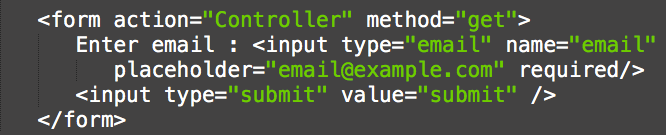 <form action="Controller" method="get">
Enter email : <input type="email" name="email"
placeholder="email@example.com" required/>
<input type="submit" value="submit" />
</form>